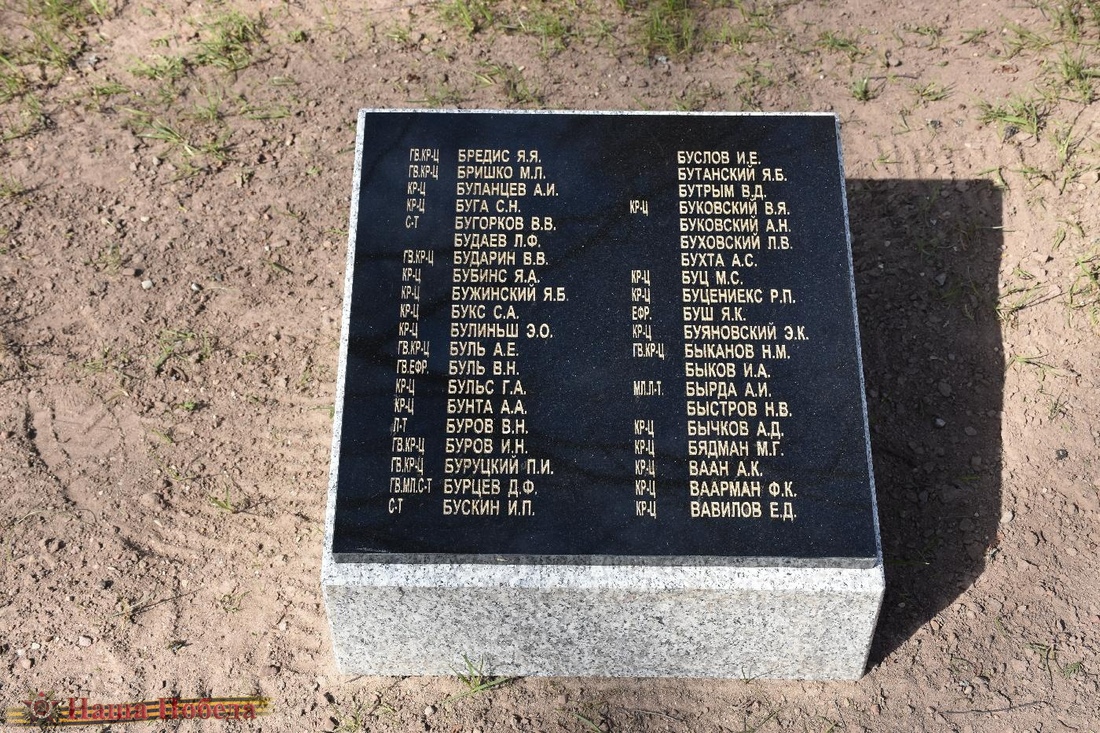 ГВ.КР-Ц БРЕДИС Я.Я.
ГВ.КР-Ц БРИШКО М.Л.
КР-Ц БУЛАНЦЕВ А.И.
КР-Ц БУГА С.Н.
С-Т БУГОРКОВ В.В.
БУДАЕВ Л.Ф.
ГВ.КР-Ц БУДАРИН В.В.
КР-Ц БУБИНС Я.А.
КР-Ц БУЖИНСКИЙ Я.Б.
КР-Ц БУКС С.А.
КР-Ц БУЛИНЬШ Э.О.
ГВ.КР-Ц БУЛЬ А.Е.
ГВ.ЕФР. БУЛЬ В.Н.
КР-Ц БУЛЬС Г.А.
КР-Ц БУНТА А.А.
Л-Т БУРОВ В.Н.
ГВ.КР-Ц БУРОВ И.Н.
ГВ.КР-Ц БУРУЦКИЙ П.И.
ГВ.МЛ.С-Т БУРЦЕВ Д.Ф.
С-Т БУСКИН И.П.
БУСЛОВ И.Е.
БУТАНСКИЙ Я.Б.
БУТРЫМ В.Д.
КР-Ц БУКОВСКИЙ В.Я.
БУКОВСКИЙ А.Н.
БУХОВСКИЙ Л.В.
БУХТА А.С.
КР-Ц БУЦ М.С.
КР-Ц БУЦЕНИЕКС Р.П.
ЕФР. БУШ Я.К.
КР-Ц БУЯНОВСКИЙ Э.К.
ГВ.КР-Ц БЫКАНОВ Н.М.
БЫКОВ И.А.
МЛ.Л-Т БЫРДА А.И.
БЫСТРОВ Н.В.
КР-Ц БЫЧКОВ А.Д.
КР-Ц БЯДМАН М.Г.
КР-Ц ВААН А.К.
КР-Ц ВААРМАН Ф.К.
КР-Ц ВАВИЛОВ Е.Д.
Наша Победа